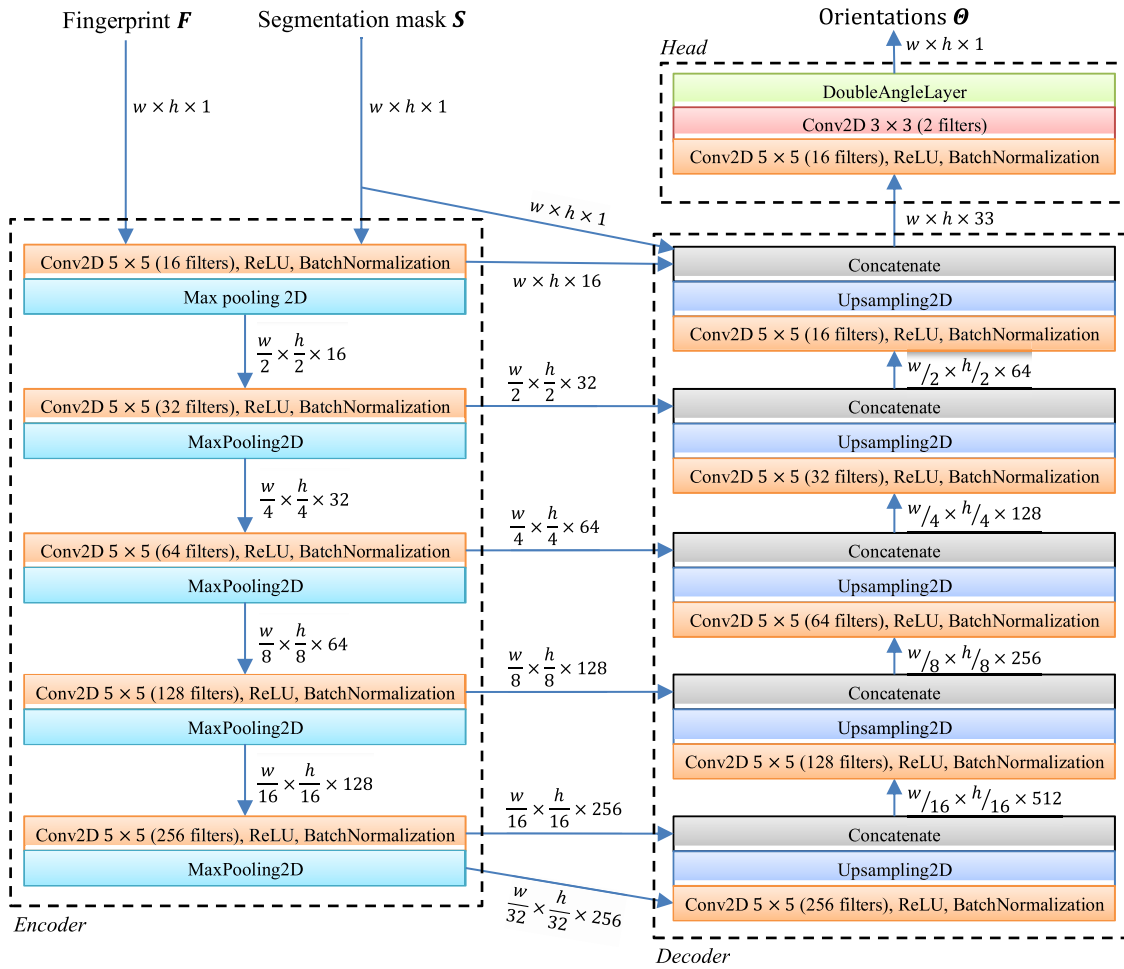 Fingerprint F
Segmentation mask S
w × h × 1
w × h × 1
Encoder
Conv2D 5 × 5 (16 filters), ReLU, BatchNormalization
Max pooling 2D
w/2 × h/2 × 16
Conv2D 5 × 5 (32 filters), ReLU, BatchNormalization
MaxPooling2D
w/4 × h/4 × 32
Conv2D 5 × 5 (64 filters), ReLU, BatchNormalization
MaxPooling2D
w/8 × h/8 × 64
Conv2D 5 × 5 (128 filters), ReLU, BatchNormalization
MaxPooling2D
w/16 × h/16 × 128
Conv2D 5 × 5 (256 filters), ReLU, BatchNormalization
MaxPooling2D
w × h × 1
w × h × 16
w/2 × h/2 × 32
w/4 × h/4 × 64
w/8 × h/8 × 128
w/16 × h/16 × 256
w/32 × h/32 × 256
Orientations Θ
w × h × 1
Head
DoubleAngleLayer
Conv2D 3 × 3 (2 filters)
Conv2D 5 × 5 (16 filters), ReLU, BatchNormalization
w × h × 33
Concatenate
Upsampling2D
Conv2D 5 × 5 (16 filters), ReLU, BatchNormalization
w/2 × h/2 × 64
Concatenate
Upsampling2D
Conv2D 5 × 5 (32 filters), ReLU, BatchNormalization
w/4 × h/4 × 128
Concatenate
Upsampling2D
Conv2D 5 × 5 (64 filters), ReLU, BatchNormalization
w/8 × h/8 × 256
Concatenate
Upsampling2D
Conv2D 5 × 5 (128 filters), ReLU, BatchNormalization
w/16 × h/16 × 512
Concatenate
Upsampling2D
Conv2D 5 × 5 (256 filters), ReLU, BatchNormalization
Decoder